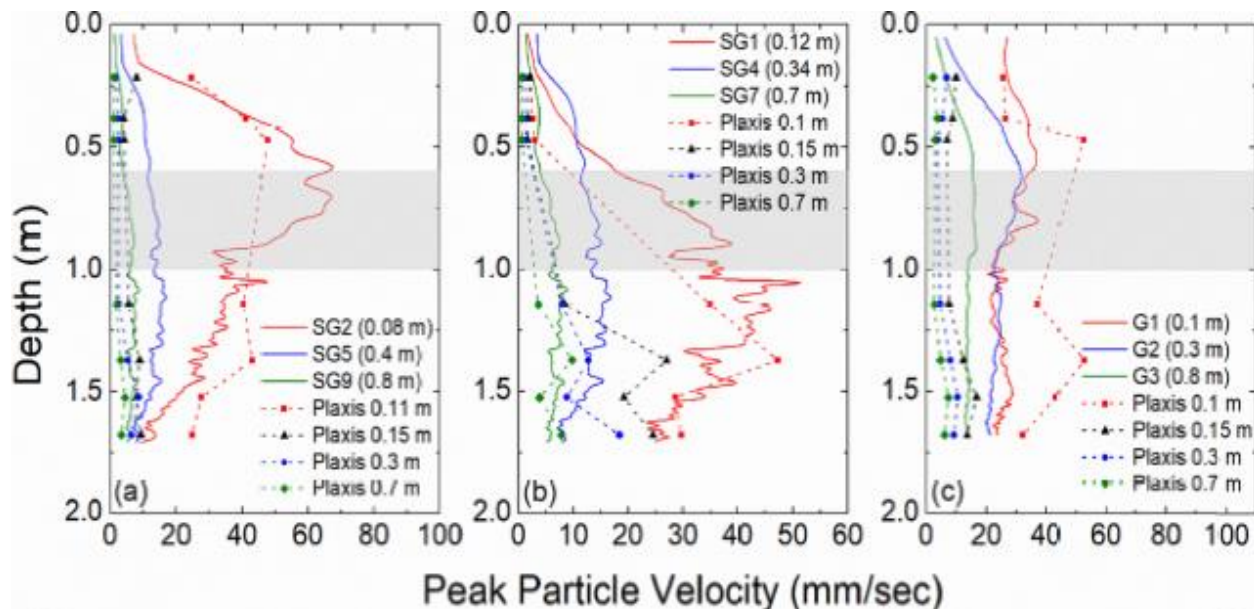 0.0
0.5
1.0
1.5
2.0
Depth (m)
SG2 (0.08 m)
SG5 (0.4 m)
SG9 (0.8 m)
Plaxis 0.11 m
Plaxis 0.15 m
Plaxis 0.3 m
Plaxis 0.7 m
(a)
0 20 40 60 80 100
0.0
0.5
1.0
1.5
2.0
SG1 (0.12 m)
SG4 (0.34 m)
SG7 (0.7 m)
Plaxis 0.1 m
Plaxis 0.15 m
Plaxis 0.3 m
Plaxis 0.7 m
(b)
0 10 20 30 40 50 60
0.0
0.5
1.0
1.5
2.0
G1 (0.1 m)
G2 (0.3 m)
G3 (0.8 m)
Plaxis 0.1 m
Plaxis 0.15 m
Plaxis 0.3 m
Plaxis 0.7 m
(c)
0 20 40 60 80 100
Peak Particle Velocity (mm/sec)